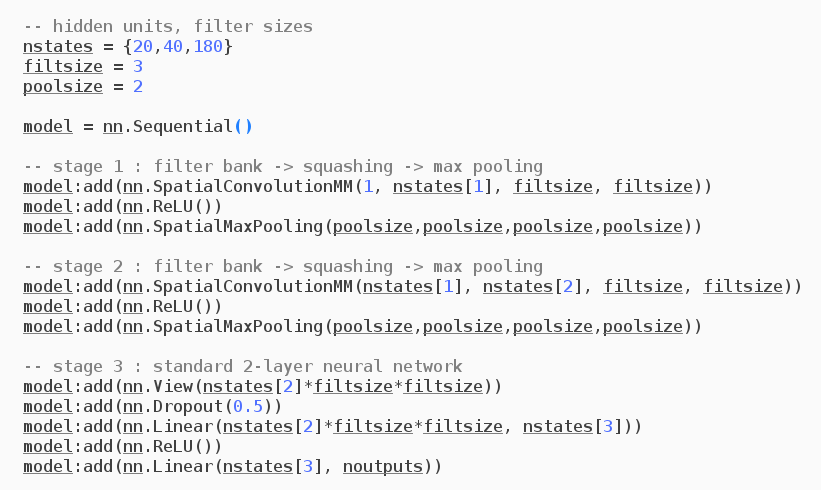 -- hidden units, filter sizes
nstates = {20,40,180}
filtsize = 3
poolsize = 2
model = nn.Sequential()
-- stage 1 : filter bank -> squashing -> max pooling
model:add(nn.SpatialConvolutionMM(1, nstates[1], filtsize, filtsize))
model:add(nn.ReLU())
model:add(nn.SpatialMaxPooling(poolsize,poolsize,poolsize,poolsize))
-- stage 2 : filter bank -> squashing -> max pooling
model:add(nn.SpatialConvolutionMM(nstates[1], nstates[2], filtsize, filtsize))
model:add(nn.ReLU())
model:add(nn.SpatialMaxPooling(poolsize,poolsize,poolsize,poolsize))
-- stage 3 : standard 2-layer neural network
model:add(nn.View(nstates[2]*filtsize*filtsize))
model:add(nn.Dropout(0.5))
model:add(nn.Linear(nstates[2]*filtsize*filtsize, nstates[3]))
model:add(nn.ReLU())
model:add(nn.Linear(nstates[3], noutputs))